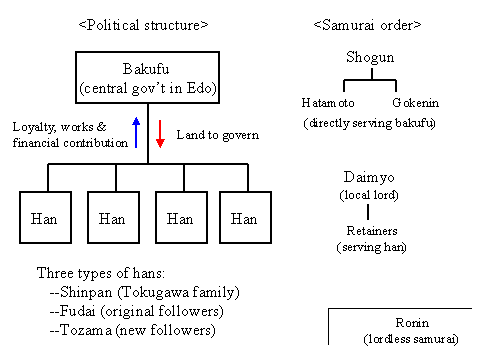 <Political structure>
Bakufu
(central gov't in Edo)
Loyalty, works &
financial contribution
Land to govern
Han
Han
Han
Han
Three types of hans:
--Shinpan (Tokugawa family)
--Fudai (original followers)
--Tozama (new followers)
<Samurai order>
Shogun
Hatamoto
Gokenin
(directly serving bakufu)
Daimyo
(local lord)
Retainers
(serving han)
Ronin
(lordless samurai)